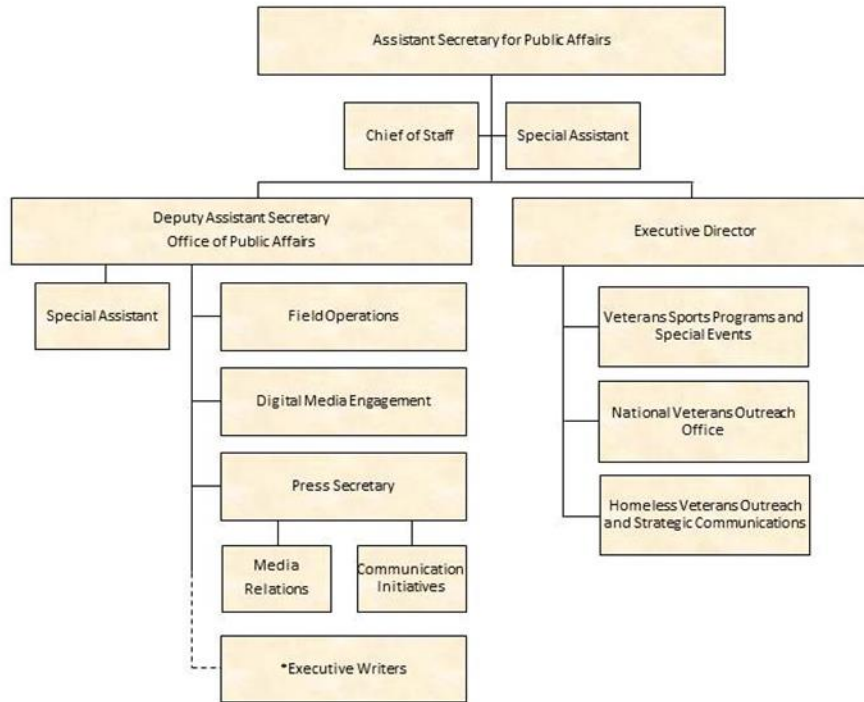 Assistant Secretary for Public Affairs
Chief of Staff
Special Assistant
Deputy Assistant Secretary
Office of Public Affairs
Executive Director
Special Assistant
Field Operations
Veterans Sports Programs and
Special Events
Digital Media Engagement
National Veterans Outreach
Office
Press Secretary
Homeless Veterans Outreach
and Strategic Communications
Media
Relations
Communication
Initiatives
*Executive Writers